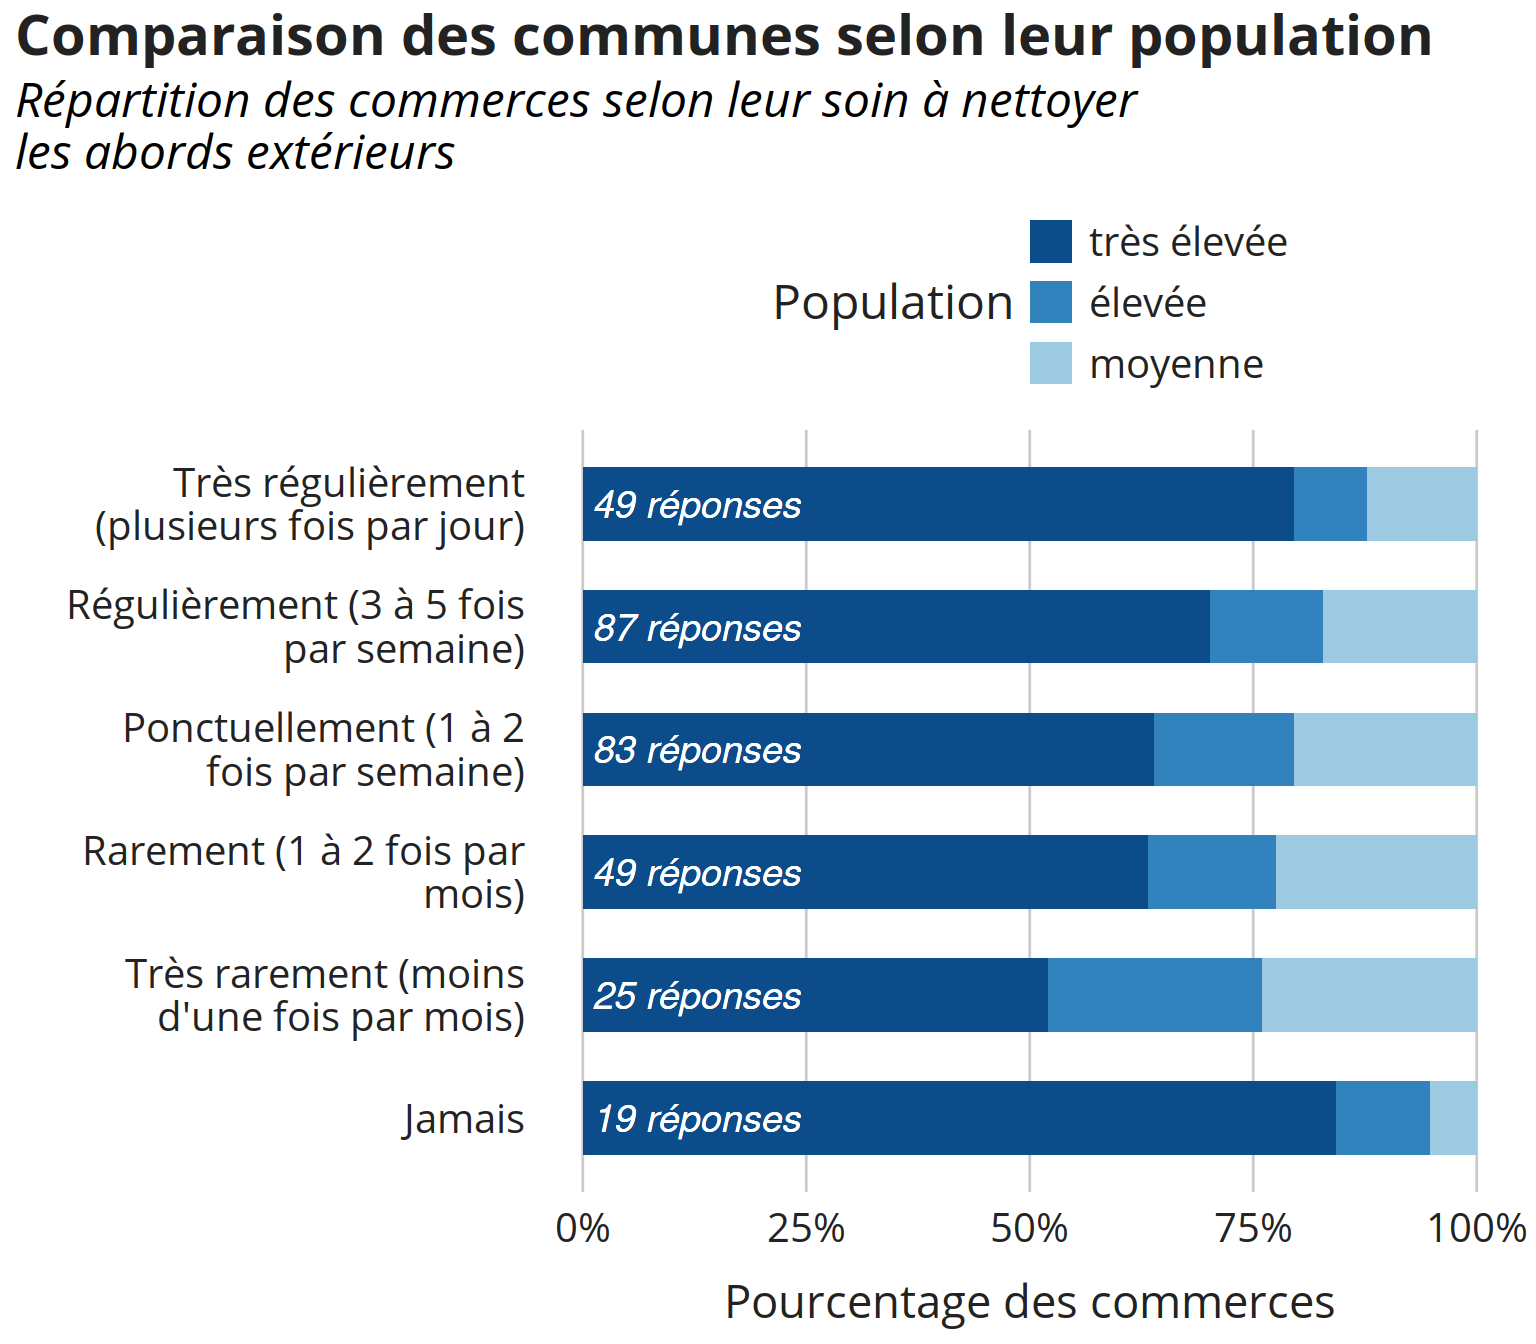 Comparaison des communes selon leur population
Répartition des commerces selon leur soin à nettoyer
les abords extérieurs
Population
très élevée
élevée
moyenne
Très régulièrement
(plusieurs fois par jour)
49 réponses
Régulièrement (3 à 5 fois
par semaine)
87 réponses
Ponctuellement (1 à 2
fois par semaine)
83 réponses
Rarement (1 à 2 fois par
mois)
49 réponses
Très rarement (moins
d'une fois par mois)
25 réponses
Jamais
19 réponses
0% 25% 50% 75% 100%
Pourcentage des commerces